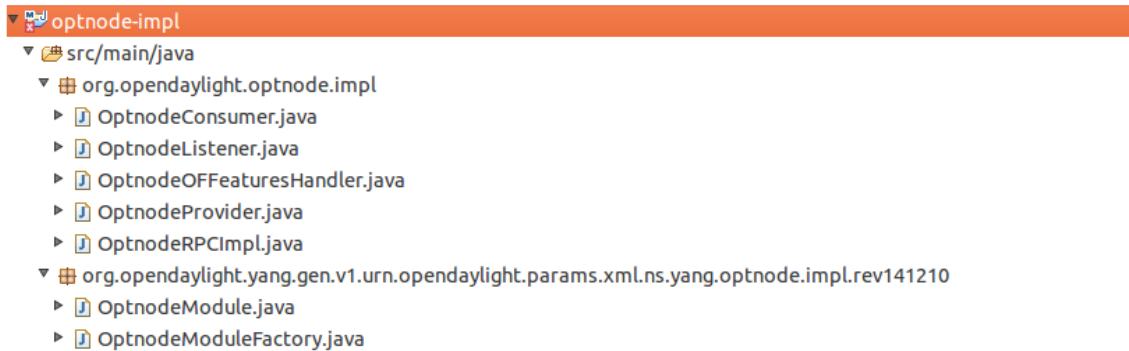 optnode-impl
src/main/java
org.opendaylight.optnode.impl
OptnodeConsumer.java
OptnodeListener.java
OptnodeOFFeaturesHandler.java
OptnodeProvider.java
OptnodeRPCImpl.java
org.opendaylight.yang.gen.v1.urn.opendaylight.params.xml.ns.yang.optnode.impl.rev141210
OptnodeModule.java
OptnodeModuleFactory.java